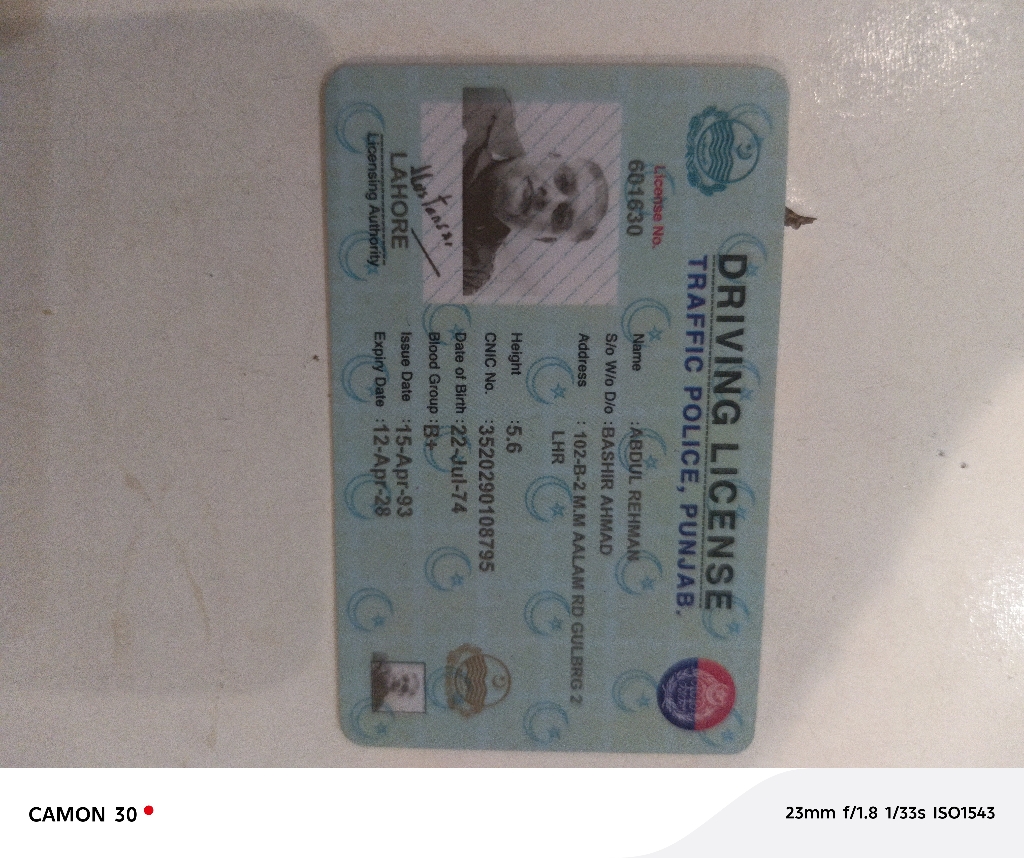 DRIVING LICENSE
TRAFFIC POLICE, PUNJAB.
License No.
601630
Name :ABDUL REHMAN
S/o W/o D/o :BASHIR AHMAD
Address : 102-B-2 M.M AALAM RD GULBRG 2
LHR
Height :5.6
CNIC No. :3520290108795
Date of Birth :22-Jul-74
Blood Group :B+
Issue Date :15-Apr-93
Expiry Date :12-Apr-28
LAHORE
Licensing Authority
CAMON 30
23mm f/1.8 1/33s ISO1543